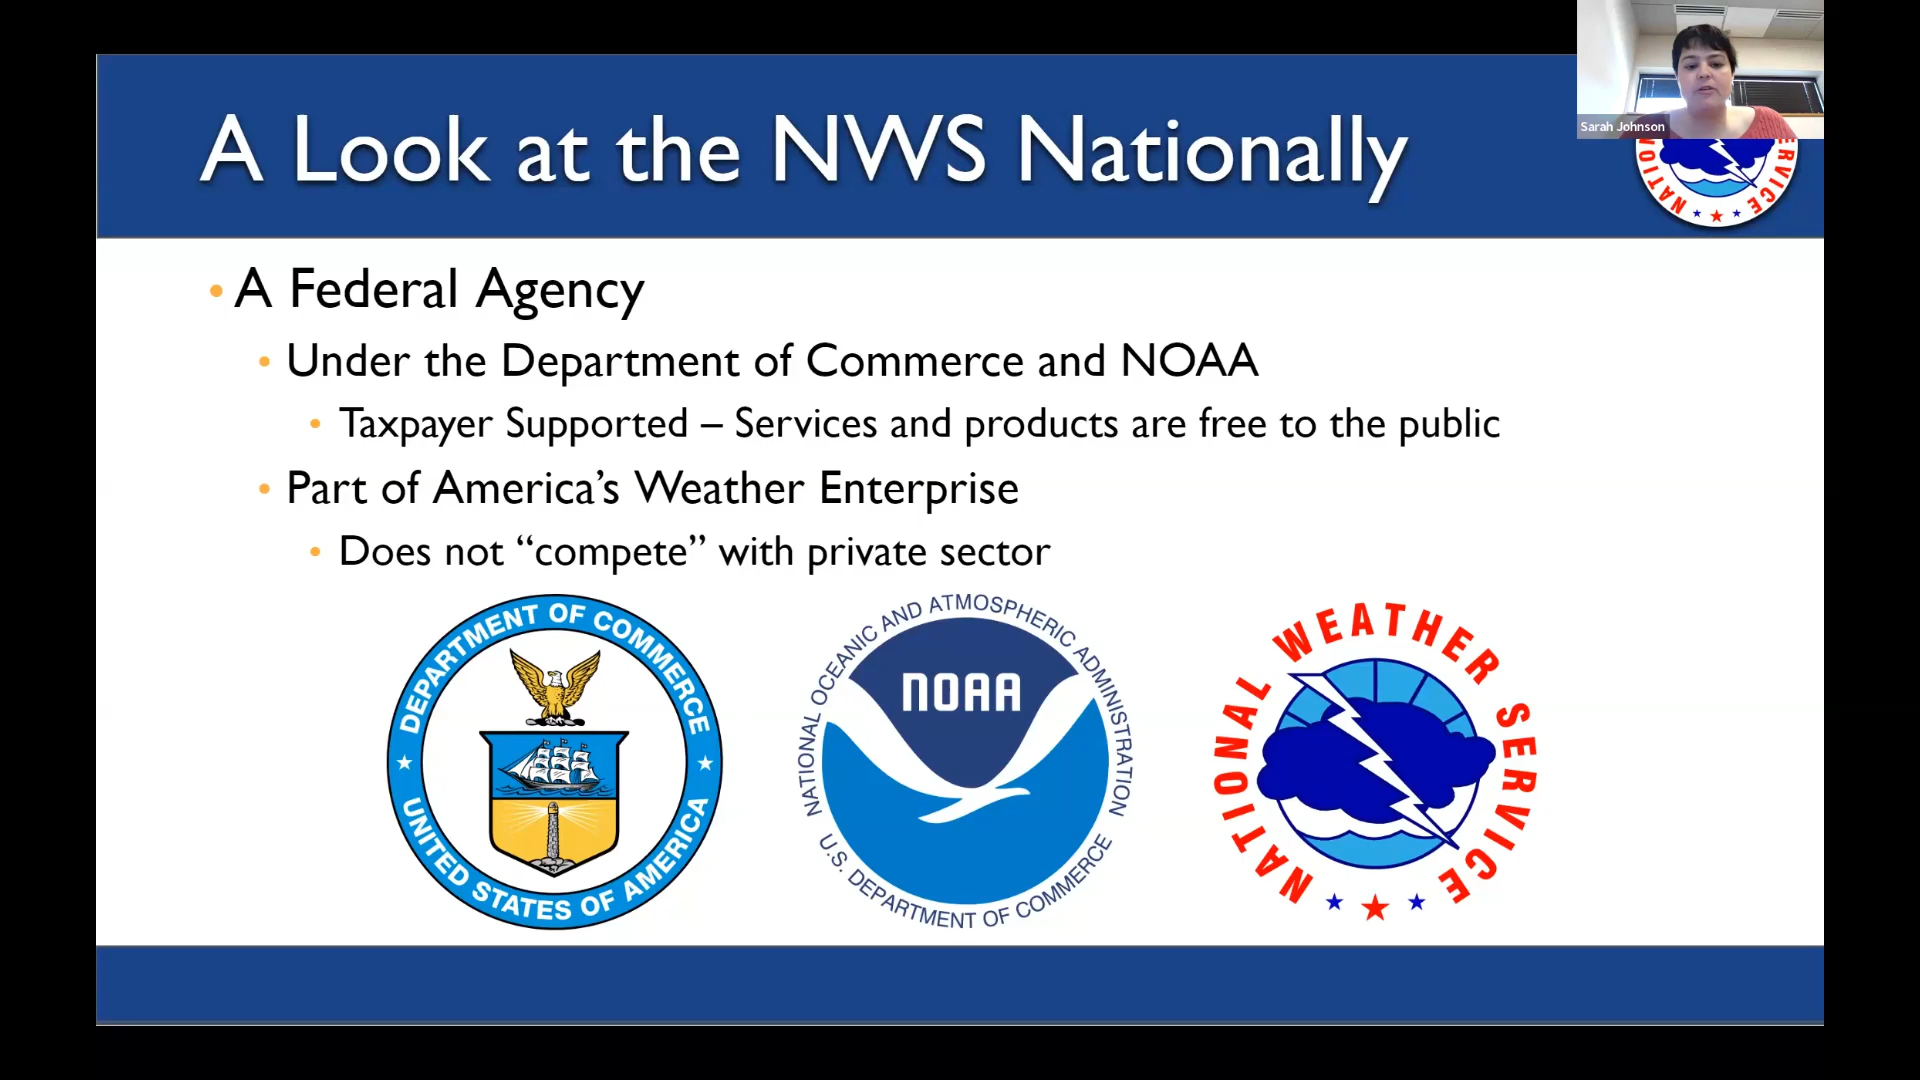 A Look at the NWS Nationally
Sarah Johnson
NATIONAL SERVICE
• A Federal Agency
• Under the Department of Commerce and NOAA
• Taxpayer Supported – Services and products are free to the public
• Part of America’s Weather Enterprise
• Does not “compete” with private sector
DEPARTMENT OF COMMERCE
UNITED STATES OF AMERICA
NATIONAL OCEANIC AND ATMOSPHERIC ADMINISTRATION
NOAA
U.S. DEPARTMENT OF COMMERCE
NATIONAL WEATHER SERVICE